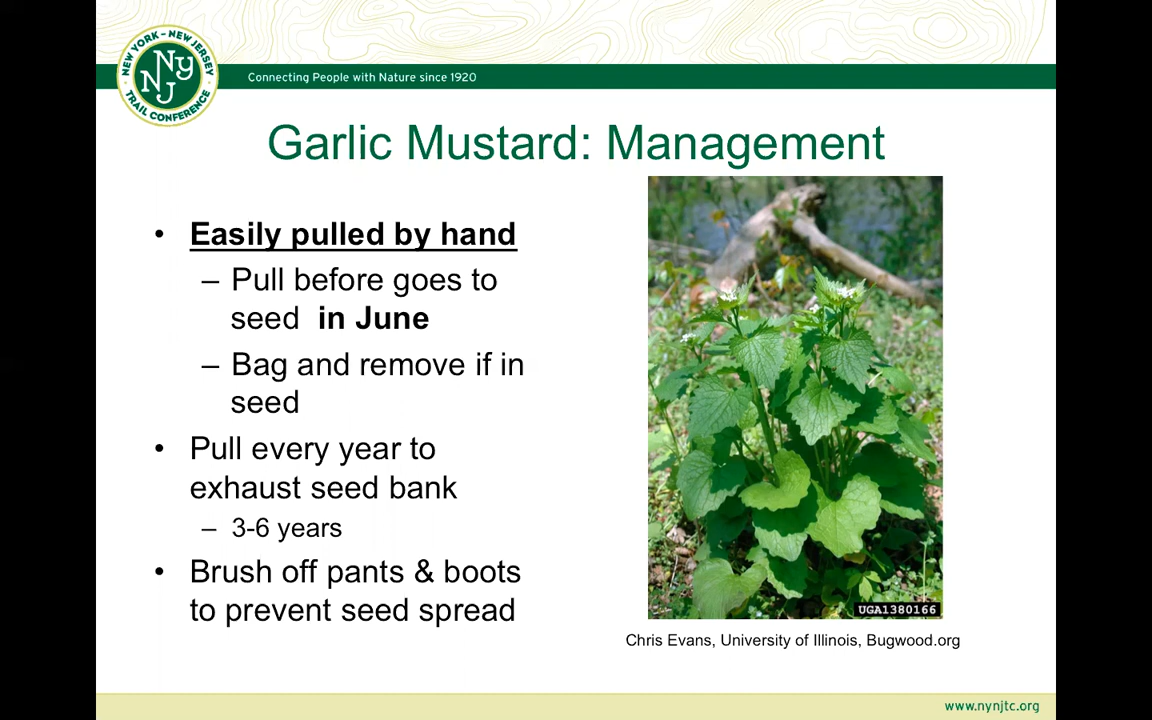 NEW YORK - NEW JERSEY
NY
NJ
TRAIL CONFERENCE
Connecting People with Nature since 1920
Garlic Mustard: Management
• Easily pulled by hand
– Pull before goes to
seed in June
– Bag and remove if in
seed
• Pull every year to
exhaust seed bank
– 3-6 years
• Brush off pants & boots
to prevent seed spread
UGA1380166
Chris Evans, University of Illinois, Bugwood.org
www.nynjtc.org